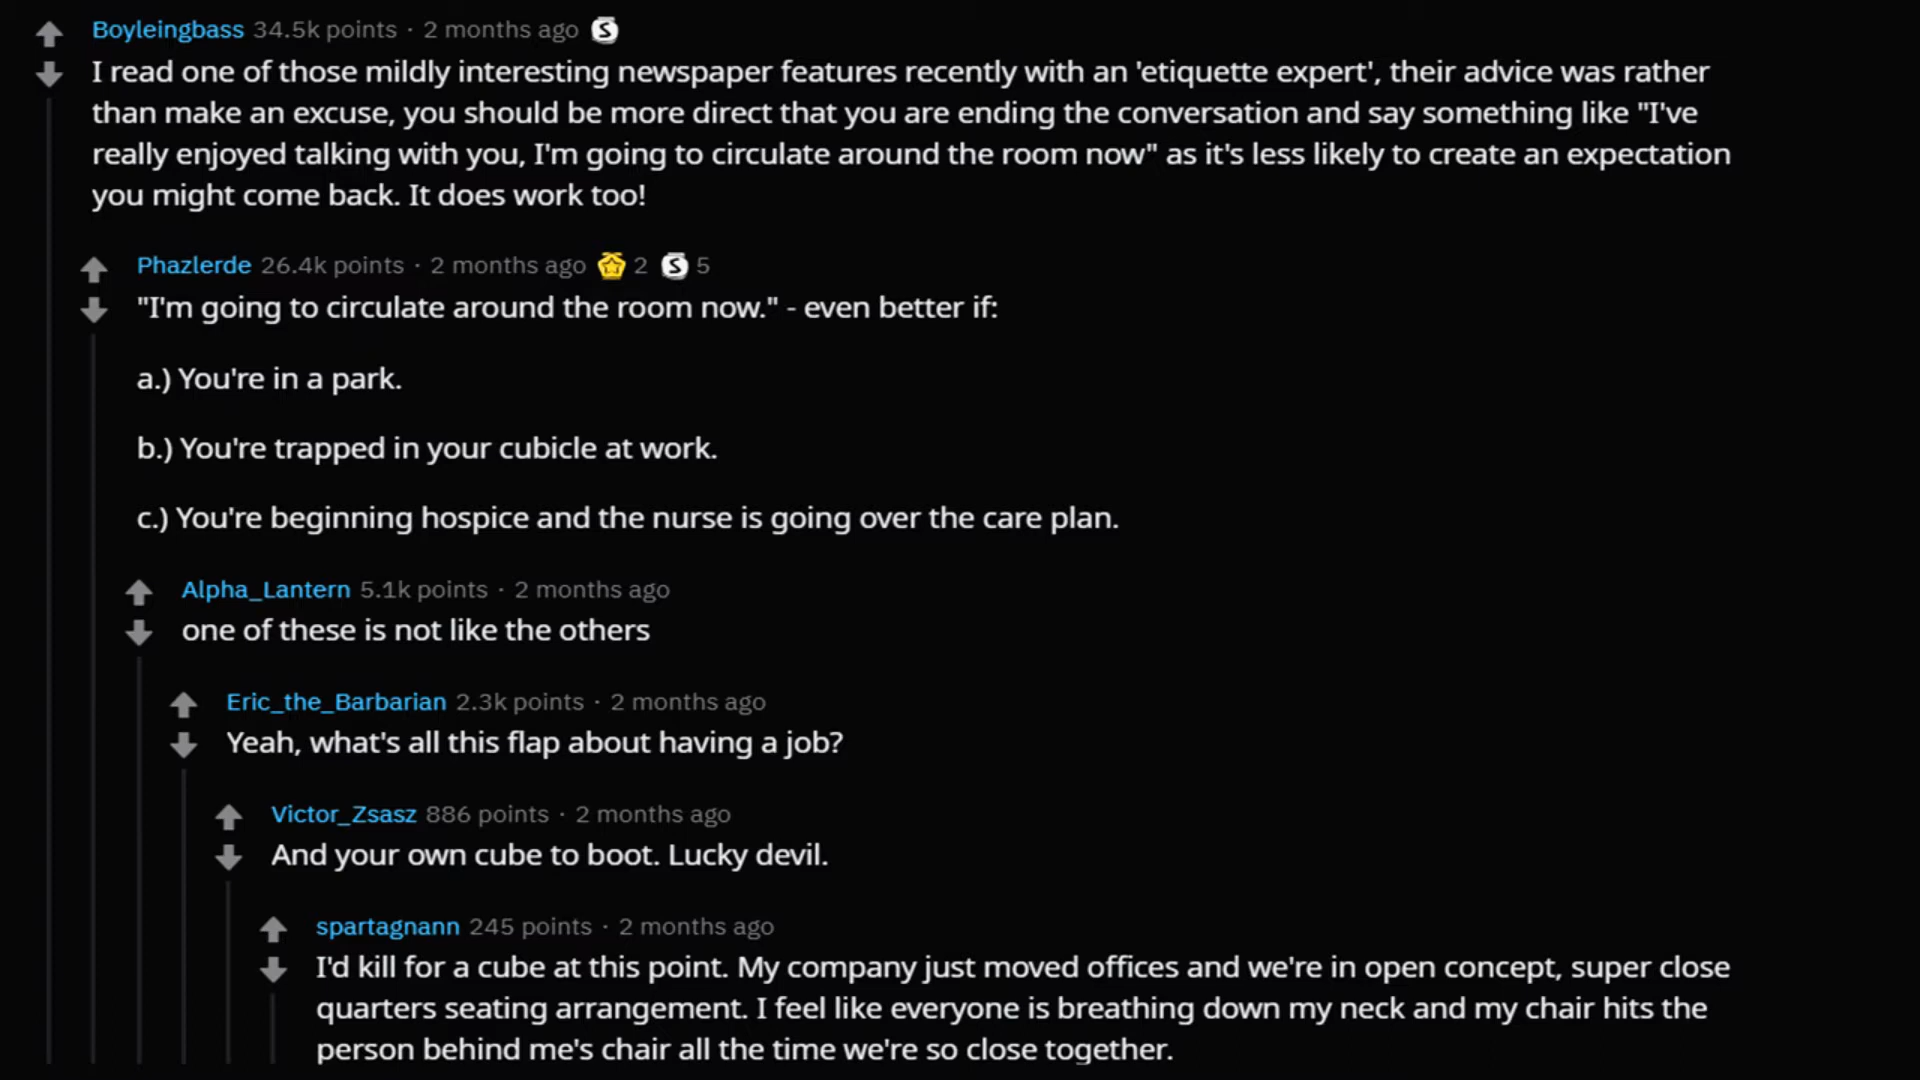 Boyleingbass 34.5k points · 2 months ago S
I read one of those mildly interesting newspaper features recently with an 'etiquette expert', their advice was rather
than make an excuse, you should be more direct that you are ending the conversation and say something like "I've
really enjoyed talking with you, I'm going to circulate around the room now" as it's less likely to create an expectation
you might come back. It does work too!
Phazlerde 26.4k points · 2 months ago 2 S 5
"I'm going to circulate around the room now." - even better if:
a.) You're in a park.
b.) You're trapped in your cubicle at work.
c.) You're beginning hospice and the nurse is going over the care plan.
Alpha_Lantern 5.1k points · 2 months ago
one of these is not like the others
Eric_the_Barbarian 2.3k points · 2 months ago
Yeah, what's all this flap about having a job?
Victor_Zsasz 886 points · 2 months ago
And your own cube to boot. Lucky devil.
spartagnann 245 points · 2 months ago
I'd kill for a cube at this point. My company just moved offices and we're in open concept, super close
quarters seating arrangement. I feel like everyone is breathing down my neck and my chair hits the
person behind me's chair all the time we're so close together.